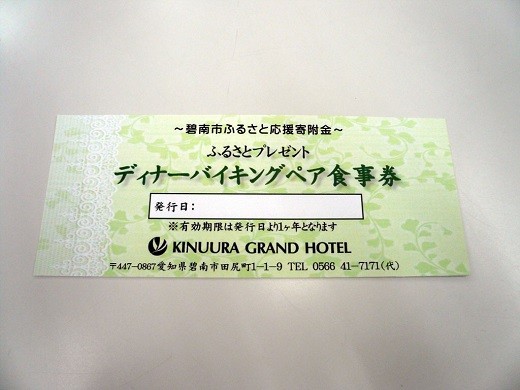 ～碧南市ふるさと応援寄附金～
ふるさとプレゼント
ディナーバイキングペア食事券
発行日：
※有効期限は発行日より1ヶ年となります
KINUURA GRAND HOTEL
〒447-0867愛知県碧南市田尻町1-1-9 TEL 0566 41-7171(代)